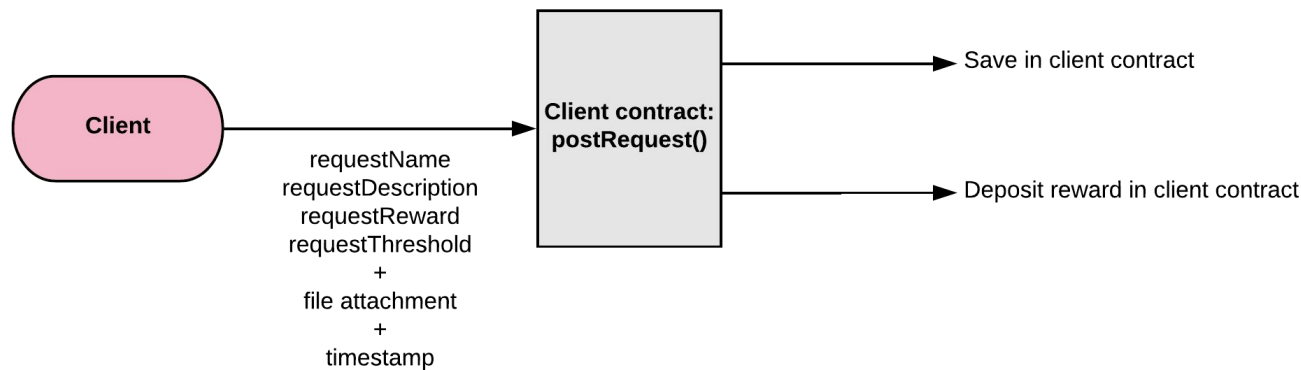 Client
requestName
requestDescription
requestReward
requestThreshold
+
file attachment
+
timestamp
Client contract:
postRequest()
Save in client contract
Deposit reward in client contract